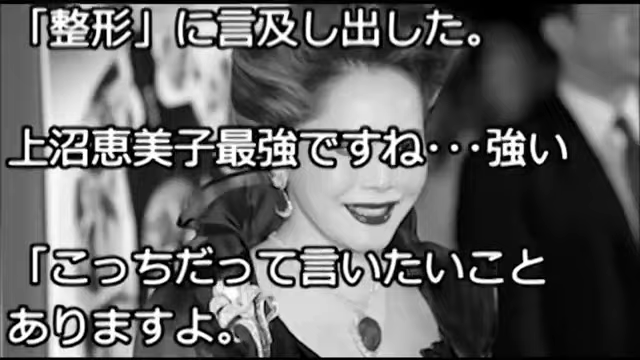 「整形」に言及し出した。
上沼恵美子最強ですね･･･強い
「こっちだって言いたいこと
ありますよ。